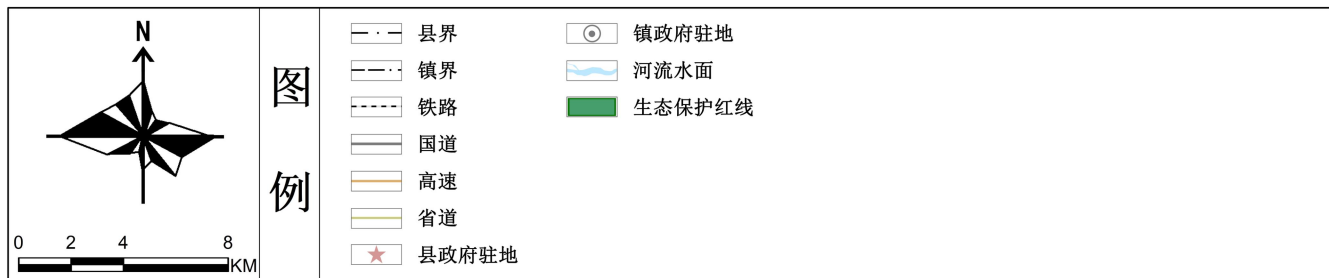 N
0 2 4 8
KM
图例
县界
镇界
铁路
国道
高速
省道
县政府驻地
镇政府驻地
河流水面
生态保护红线